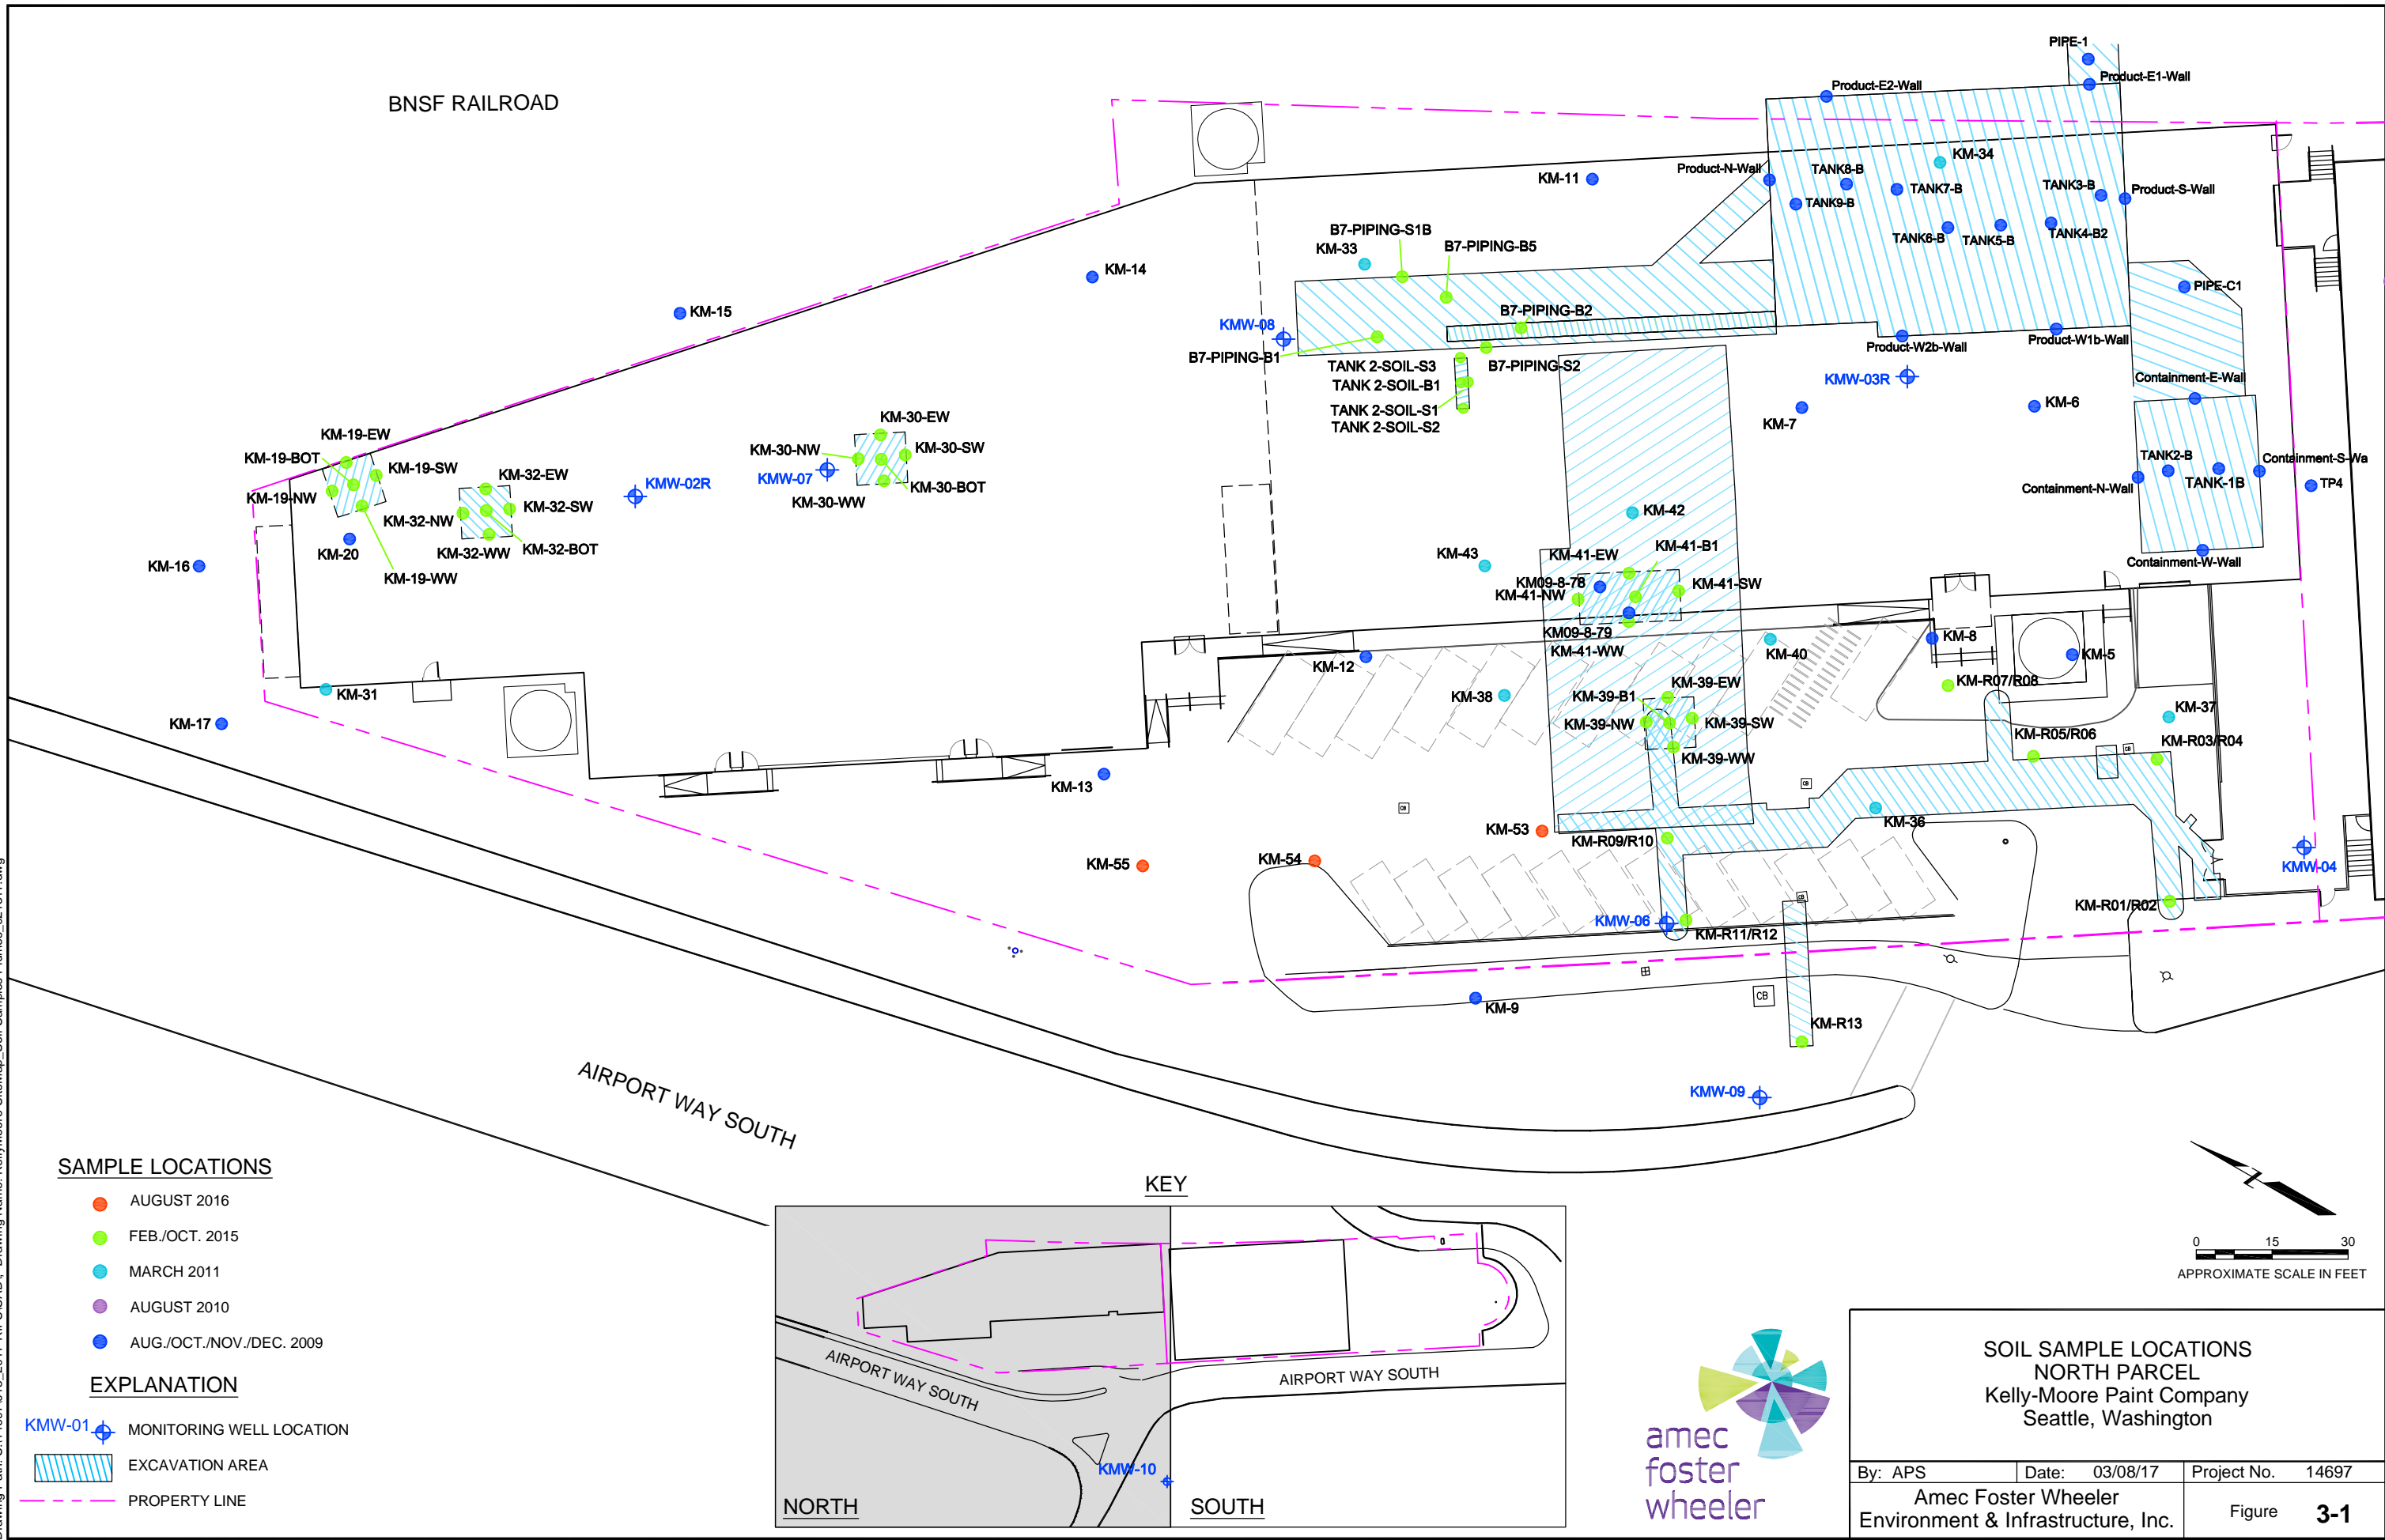 BNSF RAILROAD
PIPE-1
Product-E1-Wall
Product-E2-Wall
KM-34
Product-N-Wall
TANK8-B
TANK7-B
TANK3-B
Product-S-Wall
TANK9-B
TANK6-B
TANK5-B
TANK4-B2
KM-11
B7-PIPING-S1B
KM-33
B7-PIPING-B5
KM-14
KM-15
PIPE-C1
B7-PIPING-B2
KMW-08
B7-PIPING-B1
Product-W2b-Wall
Product-W1b-Wall
TANK 2-SOIL-S3
B7-PIPING-S2
TANK 2-SOIL-B1
TANK 2-SOIL-S1
TANK 2-SOIL-S2
KMW-03R
Containment-E-Wall
KM-7
KM-6
KM-30-EW
KM-30-NW
KM-30-SW
KMW-07
KM-30-BOT
KM-30-WW
KM-19-EW
KM-19-BOT
KM-19-SW
KM-19-NW
KM-32-EW
KM-32-SW
KM-32-NW
KM-32-WW
KM-32-BOT
KM-20
KM-19-WW
KMW-02R
TANK2-B
TANK-1B
Containment-S-Wa
Containment-N-Wall
TP4
Containment-W-Wall
KM-42
KM-43
KM-41-EW
KM-41-B1
KM09-8-78
KM-41-NW
KM-41-SW
KM09-8-79
KM-41-WW
KM-16
KM-17
KM-31
KM-12
KM-40
KM-8
KM-5
KM-R07/R08
KM-38
KM-39-B1
KM-39-EW
KM-39-NW
KM-39-SW
KM-39-WW
KM-37
KM-R05/R06
KM-R03/R04
CB
CB
CB
KM-13
KM-53
KM-36
KM-R09/R10
KM-55
KM-54
KMW-04
CB
KM-R01/R02
KMW-06
KM-R11/R12
CB
KM-9
KM-R13
KMW-09
AIRPORT WAY SOUTH
SAMPLE LOCATIONS
AUGUST 2016
FEB./OCT. 2015
MARCH 2011
AUGUST 2010
AUG./OCT./NOV./DEC. 2009
EXPLANATION
KMW-01
MONITORING WELL LOCATION
EXCAVATION AREA
PROPERTY LINE
KEY
AIRPORT WAY SOUTH
AIRPORT WAY SOUTH
KMW-10
NORTH
SOUTH
0 15 30
APPROXIMATE SCALE IN FEET
amec
foster
wheeler
SOIL SAMPLE LOCATIONS
NORTH PARCEL
Kelly-Moore Paint Company
Seattle, Washington
By: APS Date: 03/08/17 Project No. 14697
Amec Foster Wheeler
Environment & Infrastructure, Inc.
Figure 3-1